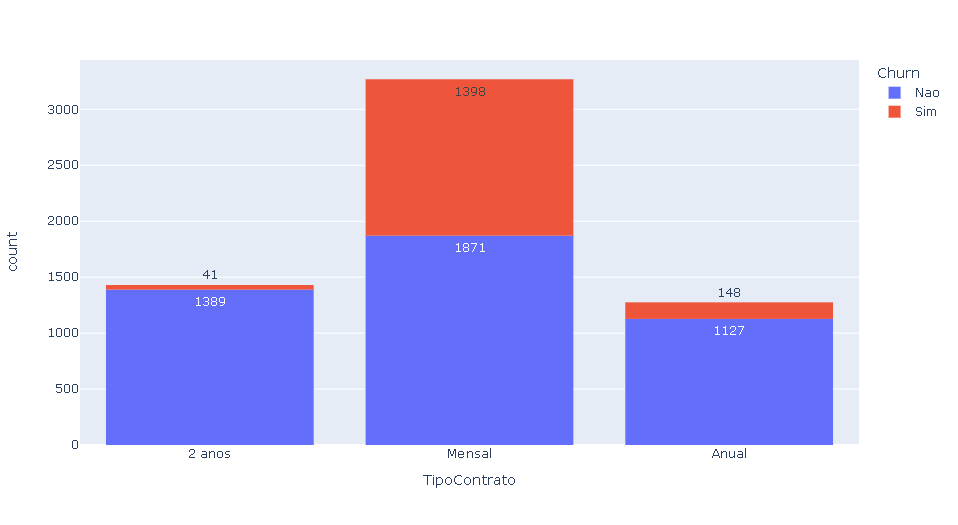 Churn
Nao
Sim
count
3000
2500
2000
1500
1000
500
0
41
1389
1398
1871
148
1127
2 anos
Mensal
Anual
TipoContrato